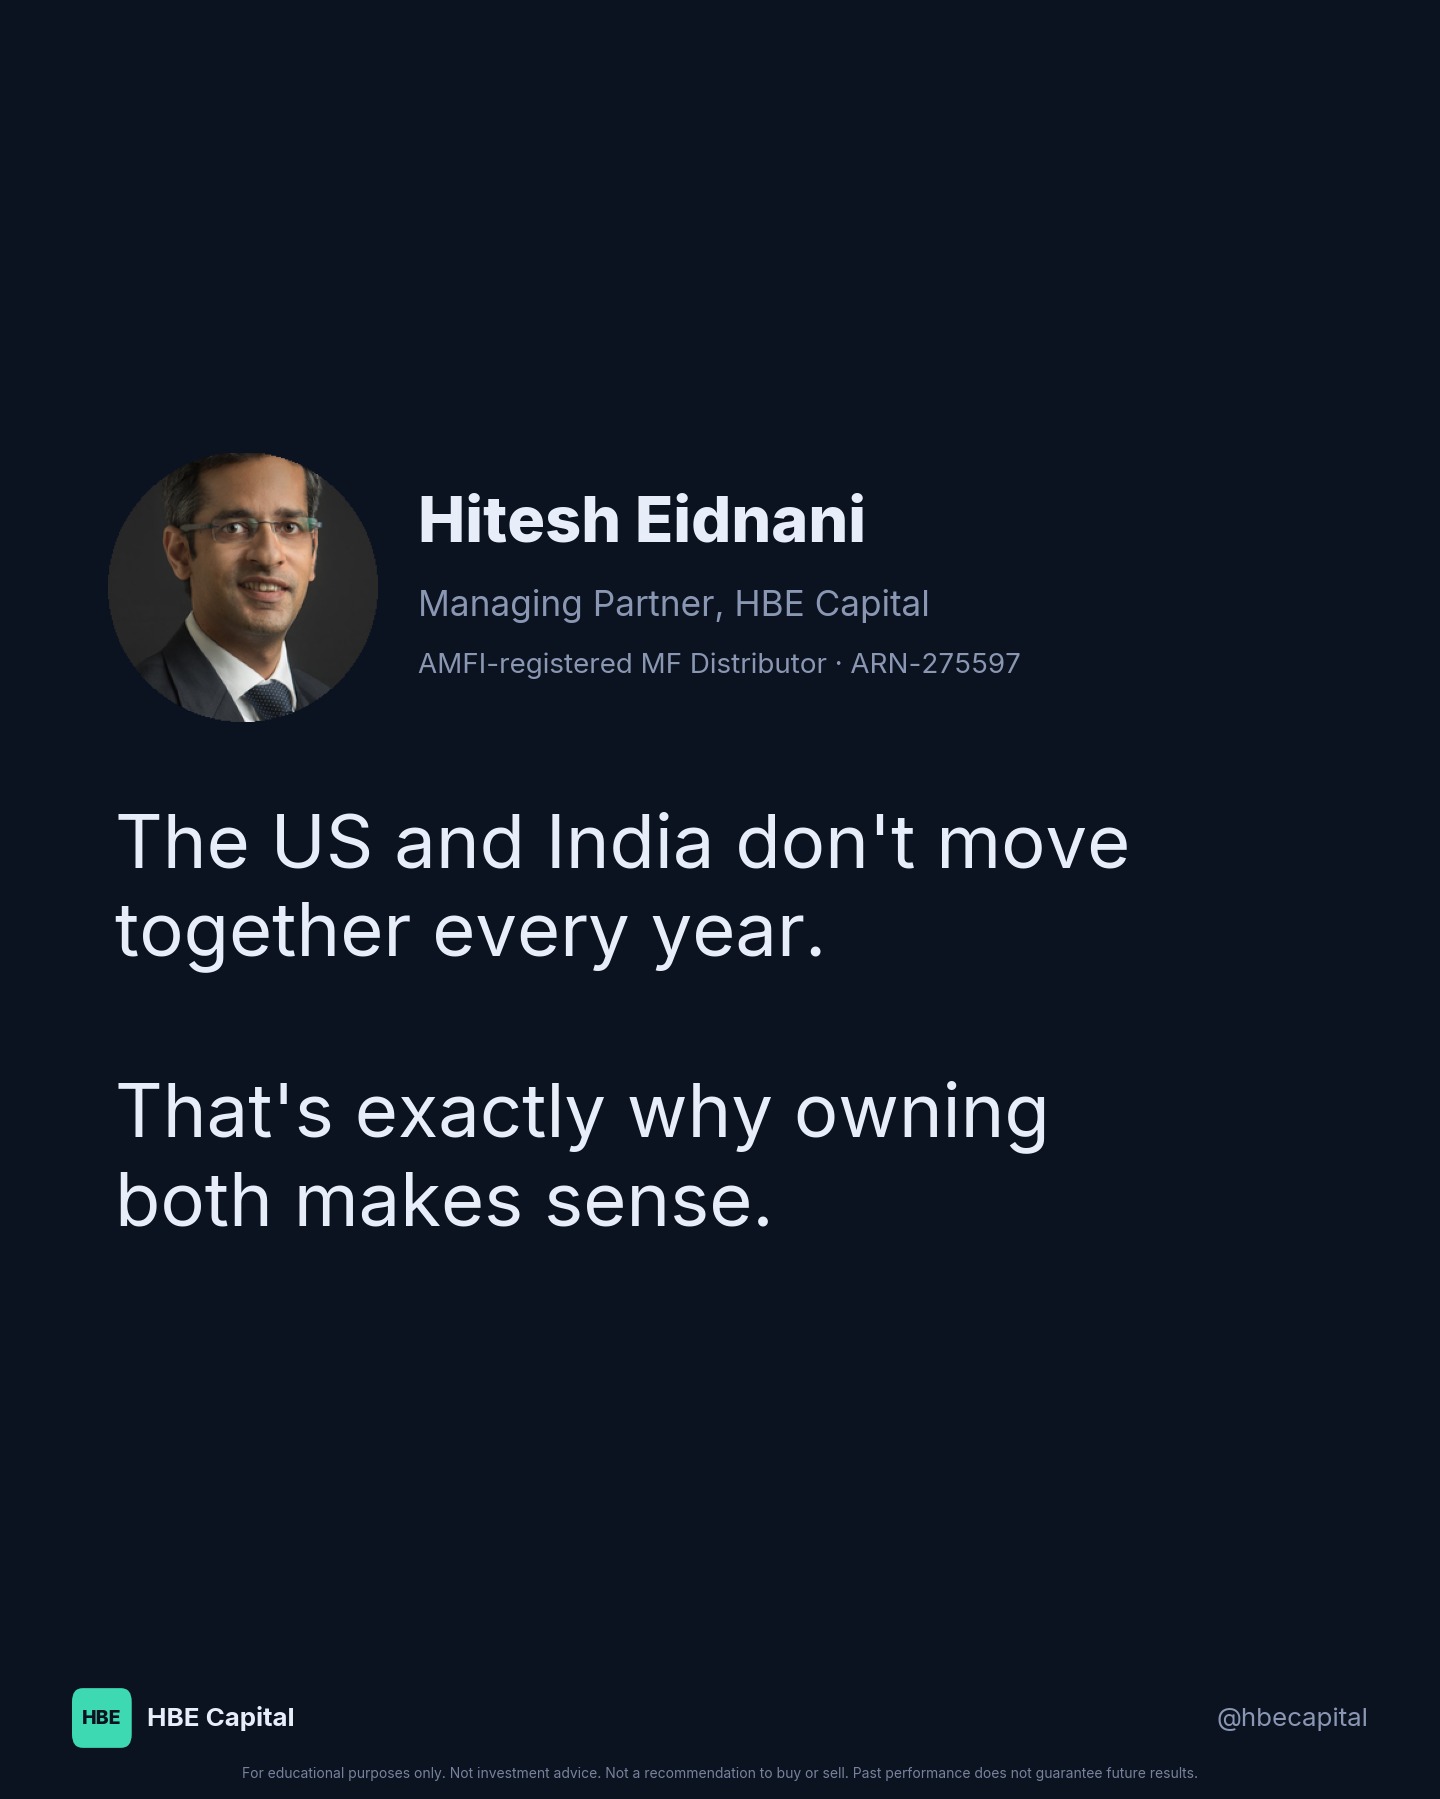 Hitesh Eidnani
Managing Partner, HBE Capital
AMFI-registered MF Distributor · ARN-275597
The US and India don't move
together every year.
That's exactly why owning
both makes sense.
HBE
HBE Capital
@hbecapital
For educational purposes only. Not investment advice. Not a recommendation to buy or sell. Past performance does not guarantee future results.